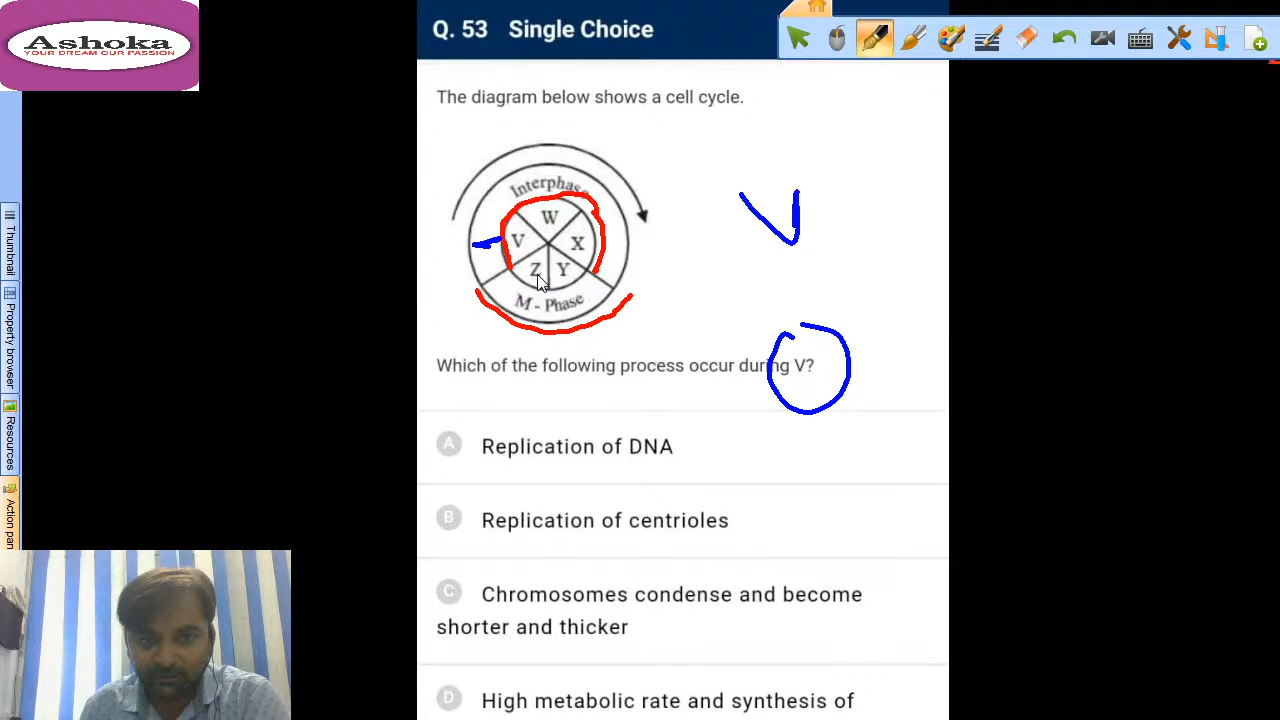 Ashoka
YOUR DREAM OUR PASSION
Q. 53 Single Choice
The diagram below shows a cell cycle.
Interphase
W
V
X
Z
Y
M - Phase
V
Which of the following process occur during V?
A Replication of DNA
B Replication of centrioles
C Chromosomes condense and become
shorter and thicker
D High metabolic rate and synthesis of
Thumbnail
Property browser
Resources
Action pan